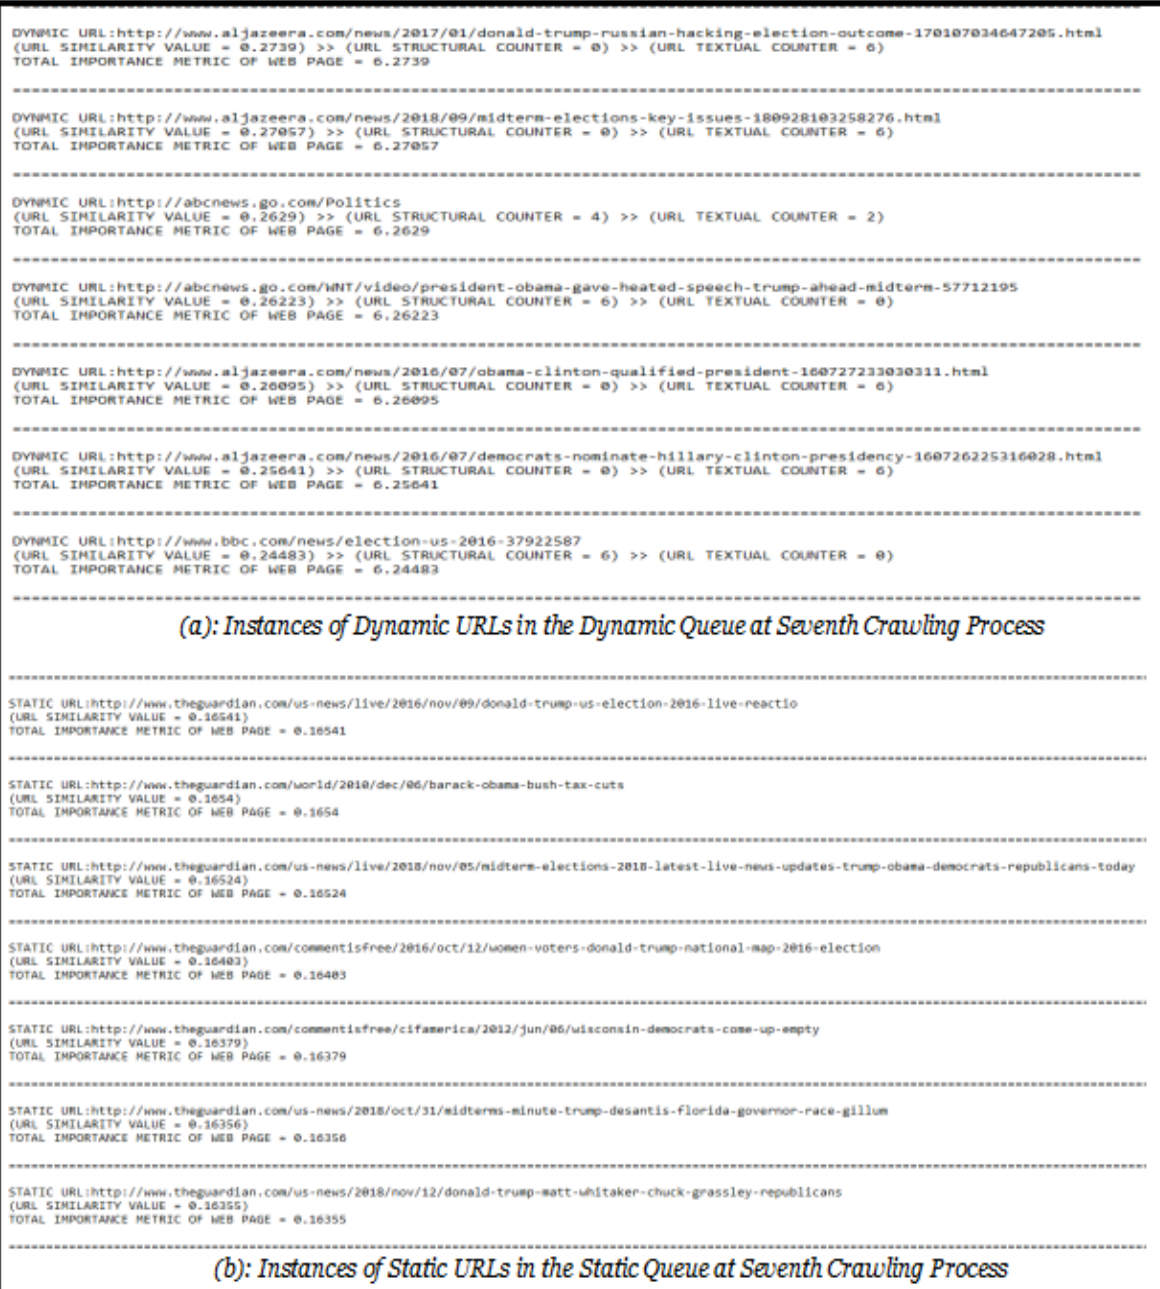 DYNMIC URL:http://www.aljazeera.com/news/2017/01/donald-trump-russian-hacking-election-outcome-170107034647205.html
(URL SIMILARITY VALUE = 0.2739) >> (URL STRUCTURAL COUNTER = 0) >> (URL TEXTUAL COUNTER = 6)
TOTAL IMPORTANCE METRIC OF WEB PAGE = 6.2739
DYNMIC URL:http://www.aljazeera.com/news/2018/09/midterm-elections-key-issues-180928103258276.html
(URL SIMILARITY VALUE = 0.27057) >> (URL STRUCTURAL COUNTER = 0) >> (URL TEXTUAL COUNTER = 6)
TOTAL IMPORTANCE METRIC OF WEB PAGE = 6.27057
DYNMIC URL:http://abcnews.go.com/Politics
(URL SIMILARITY VALUE = 0.2629) >> (URL STRUCTURAL COUNTER = 4) >> (URL TEXTUAL COUNTER = 2)
TOTAL IMPORTANCE METRIC OF WEB PAGE = 6.2629
DYNMIC URL:http://abcnews.go.com/WNT/video/president-obama-gave-heated-speech-trump-ahead-midterm-57712195
(URL SIMILARITY VALUE = 0.26223) >> (URL STRUCTURAL COUNTER = 6) >> (URL TEXTUAL COUNTER = 0)
TOTAL IMPORTANCE METRIC OF WEB PAGE = 6.26223
DYNMIC URL:http://www.aljazeera.com/news/2016/07/obama-clinton-qualified-president-160727233030311.html
(URL SIMILARITY VALUE = 0.26095) >> (URL STRUCTURAL COUNTER = 0) >> (URL TEXTUAL COUNTER = 6)
TOTAL IMPORTANCE METRIC OF WEB PAGE = 6.26095
DYNMIC URL:http://www.aljazeera.com/news/2016/07/democrats-nominate-hillary-clinton-presidency-160726225316028.html
(URL SIMILARITY VALUE = 0.25641) >> (URL STRUCTURAL COUNTER = 0) >> (URL TEXTUAL COUNTER = 6)
TOTAL IMPORTANCE METRIC OF WEB PAGE = 6.25641
DYNMIC URL:http://www.bbc.com/news/election-us-2016-37922587
(URL SIMILARITY VALUE = 0.24483) >> (URL STRUCTURAL COUNTER = 6) >> (URL TEXTUAL COUNTER = 0)
TOTAL IMPORTANCE METRIC OF WEB PAGE = 6.24483
(a): Instances of Dynamic URLs in the Dynamic Queue at Seventh Crawling Process
STATIC URL:http://www.theguardian.com/us-news/live/2016/nov/09/donald-trump-us-election-2016-live-reactio
(URL SIMILARITY VALUE = 0.16541)
TOTAL IMPORTANCE METRIC OF WEB PAGE = 0.16541
STATIC URL:http://www.theguardian.com/world/2010/dec/06/barack-obama-bush-tax-cuts
(URL SIMILARITY VALUE = 0.1654)
TOTAL IMPORTANCE METRIC OF WEB PAGE = 0.1654
STATIC URL:http://www.theguardian.com/us-news/live/2018/nov/05/midterm-elections-2018-latest-live-news-updates-trump-obama-democrats-republicans-today
(URL SIMILARITY VALUE = 0.16524)
TOTAL IMPORTANCE METRIC OF WEB PAGE = 0.16524
STATIC URL:http://www.theguardian.com/commentisfree/2016/oct/12/women-voters-donald-trump-national-map-2016-election
(URL SIMILARITY VALUE = 0.16403)
TOTAL IMPORTANCE METRIC OF WEB PAGE = 0.16403
STATIC URL:http://www.theguardian.com/commentisfree/cifamerica/2012/jun/06/wisconsin-democrats-come-up-empty
(URL SIMILARITY VALUE = 0.16379)
TOTAL IMPORTANCE METRIC OF WEB PAGE = 0.16379
STATIC URL:http://www.theguardian.com/us-news/2018/oct/31/midterms-minute-trump-desantis-florida-governor-race-gillum
(URL SIMILARITY VALUE = 0.16356)
TOTAL IMPORTANCE METRIC OF WEB PAGE = 0.16356
STATIC URL:http://www.theguardian.com/us-news/2018/nov/12/donald-trump-matt-whitaker-chuck-grassley-republicans
(URL SIMILARITY VALUE = 0.16355)
TOTAL IMPORTANCE METRIC OF WEB PAGE = 0.16355
(b): Instances of Static URLs in the Static Queue at Seventh Crawling Process